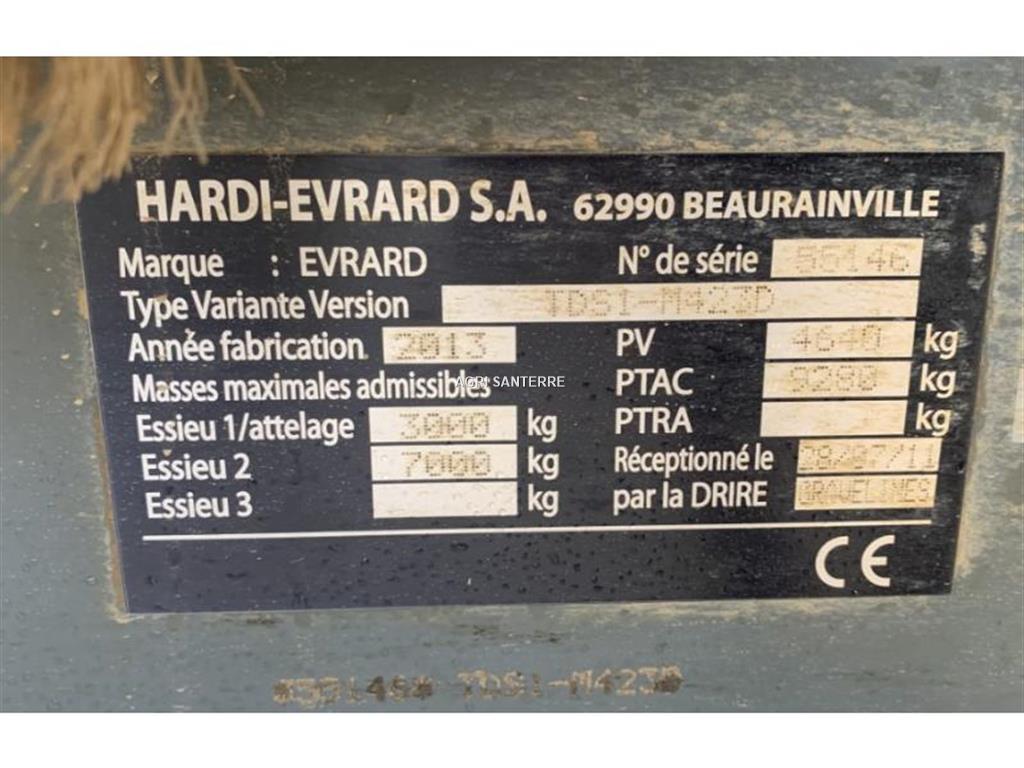 HARDI-EVRARD S.A. 62990 BEAURAINVILLE
Marque : EVRARD N° de série 55146
Type Variante Version TDS1-M423D
Année fabrication 2013 PV 4640 kg
Masses maximales admissibles PTAC kg
AGRI SANTERRE
Essieu 1/attelage 3000 kg PTRA kg
Essieu 2 7000 kg Réceptionné le 28/07/11
Essieu 3 kg par la DRIRE GRAVELINES
CE
*55146* TDS1-M423D